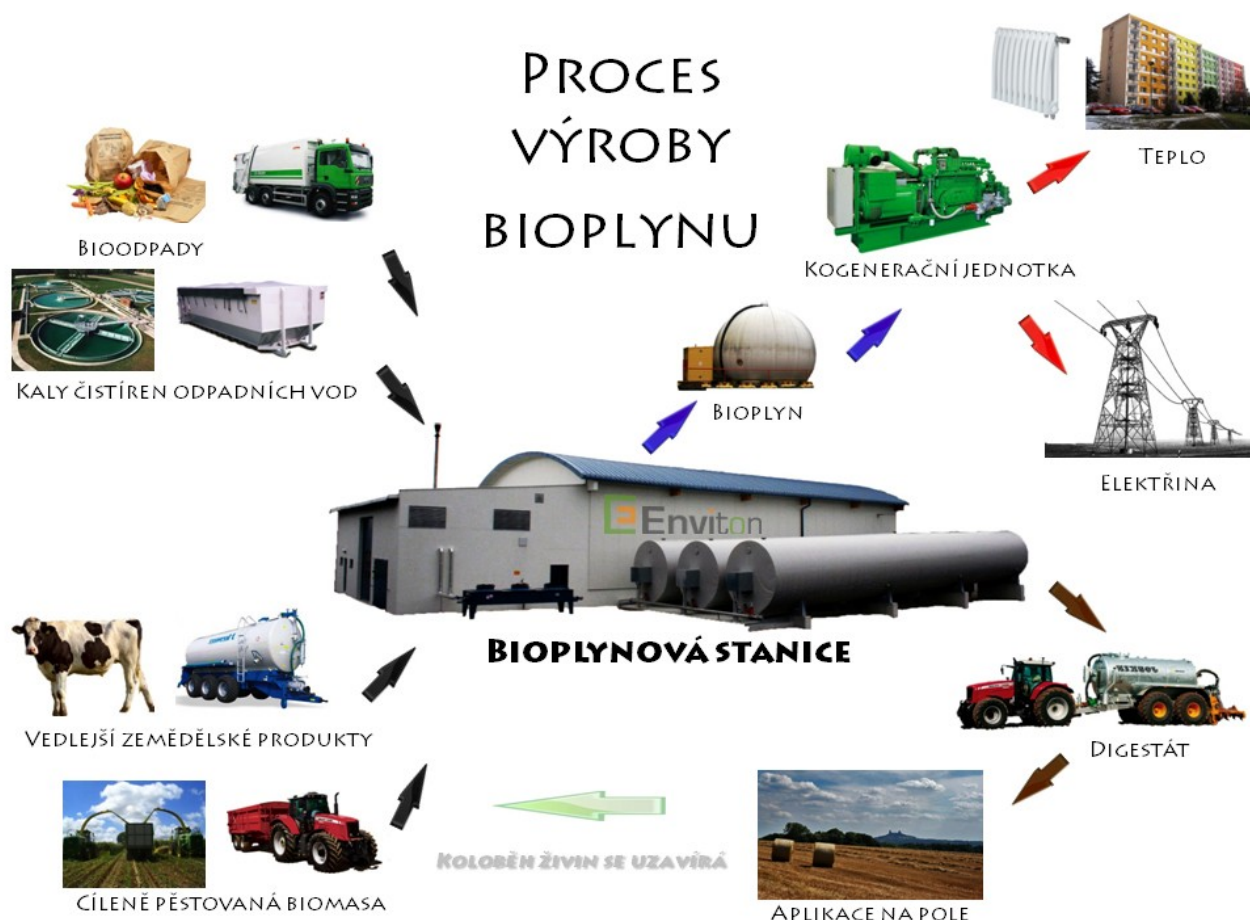 PROCES
VÝROBY
BIOPLYNU
TEPLO
BIOODPADY
KOGENERAČNÍ JEDNOTKA
KALY ČISTÍREN ODPADNÍCH VOD
BIOPLYN
ELEKTŘINA
Enviton
BIOPLYNOVÁ STANICE
VEDLEJŠÍ ZEMĚDĚLSKÉ PRODUKTY
DIGESTÁT
KOLOBĚH ŽIVIN SE UZAVÍRÁ
CÍLENĚ PĚSTOVANÁ BIOMASA
APLIKACE NA POLE